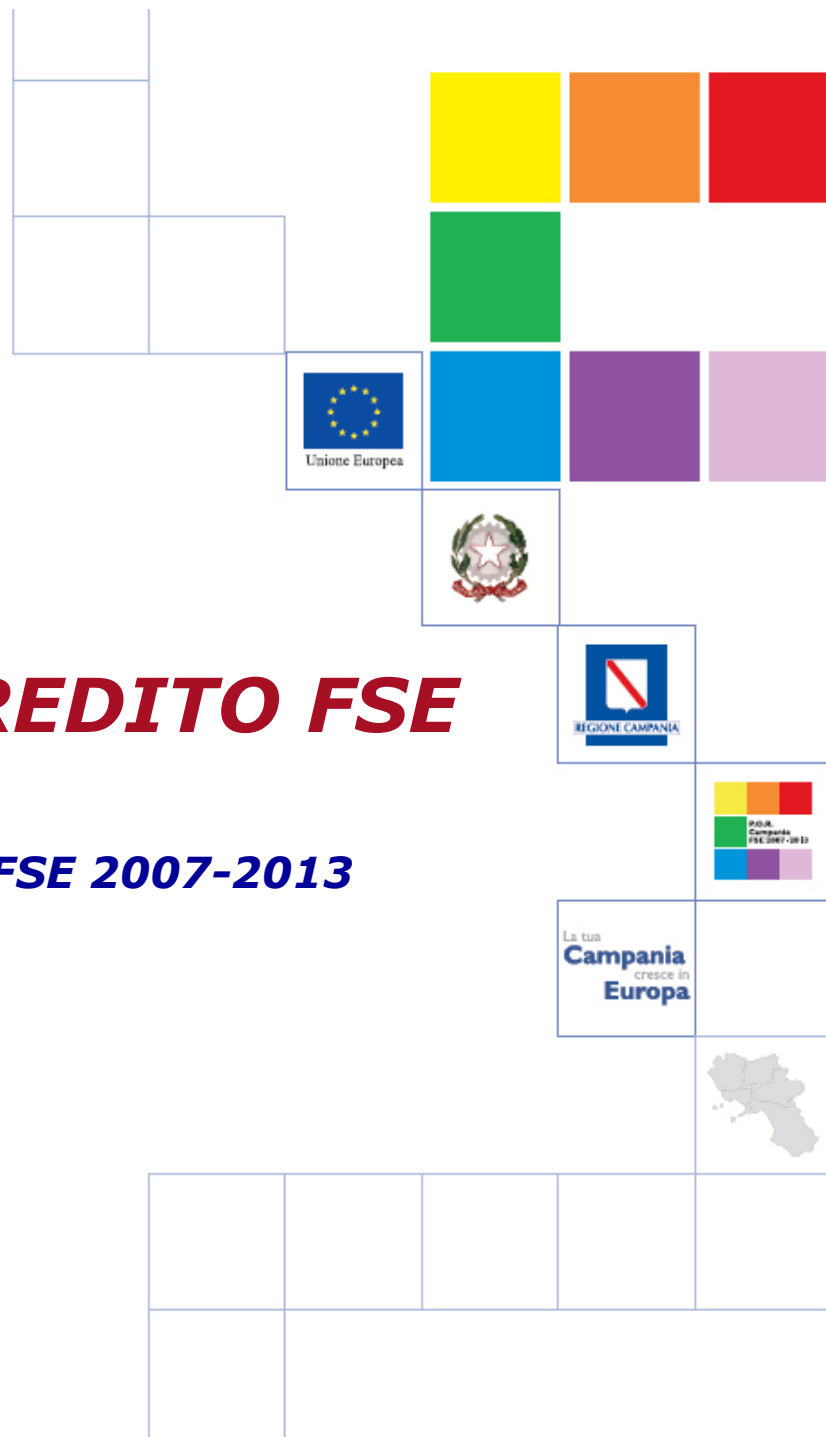 Unione Europea
REDITO FSE
REGIONE CAMPANIA
P.O.R.
Campania
FSE 2007-2013
FSE 2007-2013
La tua
Campania
cresce in
Europa